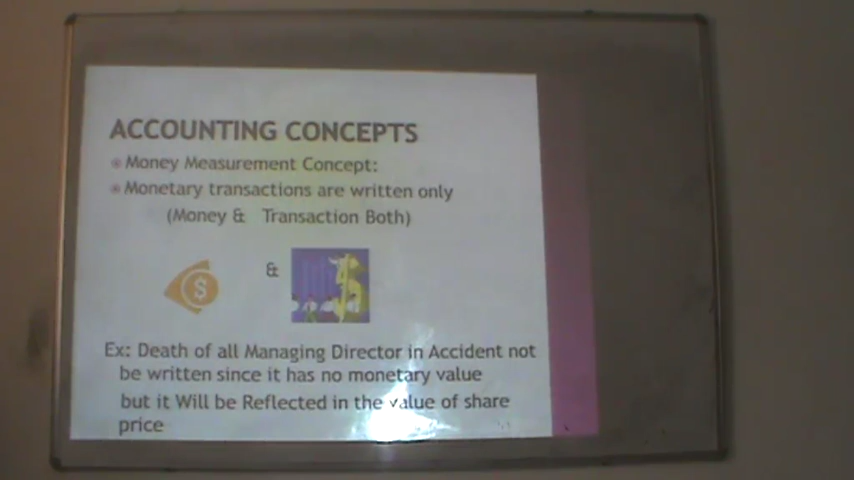 ACCOUNTING CONCEPTS
Money Measurement Concept:
Monetary transactions are written only
(Money & Transaction Both)
$
&
Ex: Death of all Managing Director in Accident not
be written since it has no monetary value
but it Will be Reflected in the value of share
price